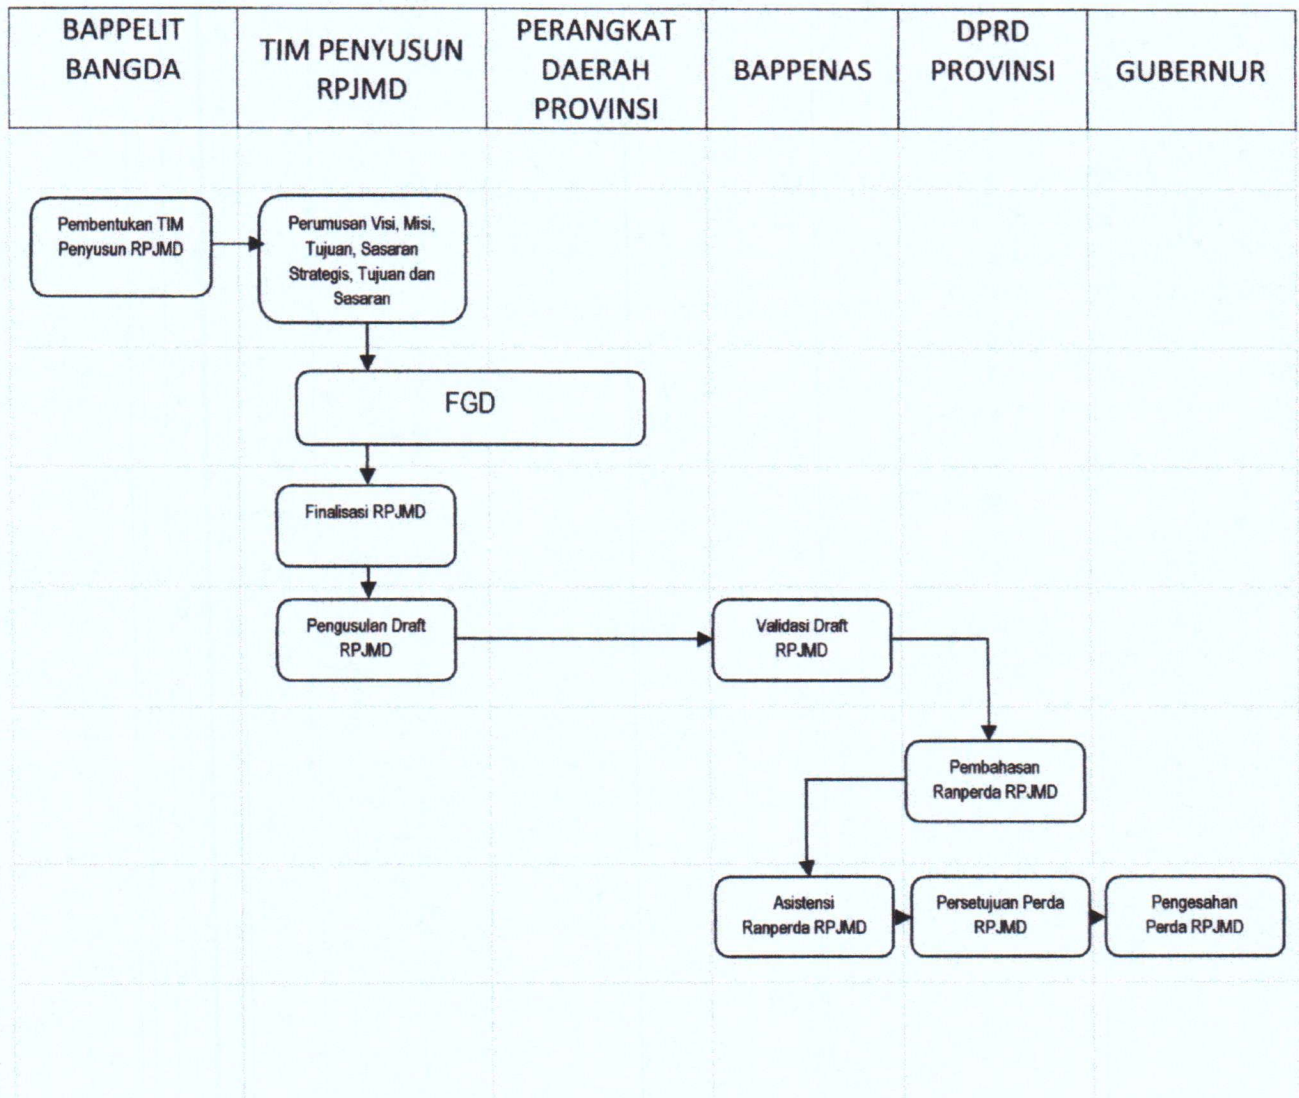 BAPPELIT
BANGDA
TIM PENYUSUN
RPJMD
PERANGKAT
DAERAH
PROVINSI
BAPPENAS
DPRD
PROVINSI
GUBERNUR
Pembentukan TIM
Penyusun RPJMD
Perumusan Visi, Misi,
Tujuan, Sasaran
Strategis, Tujuan dan
Sasaran
FGD
Finalisasi RPJMD
Pengusulan Draft
RPJMD
Validasi Draft
RPJMD
Pembahasan
Ranperda RPJMD
Asistensi
Ranperda RPJMD
Persetujuan Perda
RPJMD
Pengesahan
Perda RPJMD